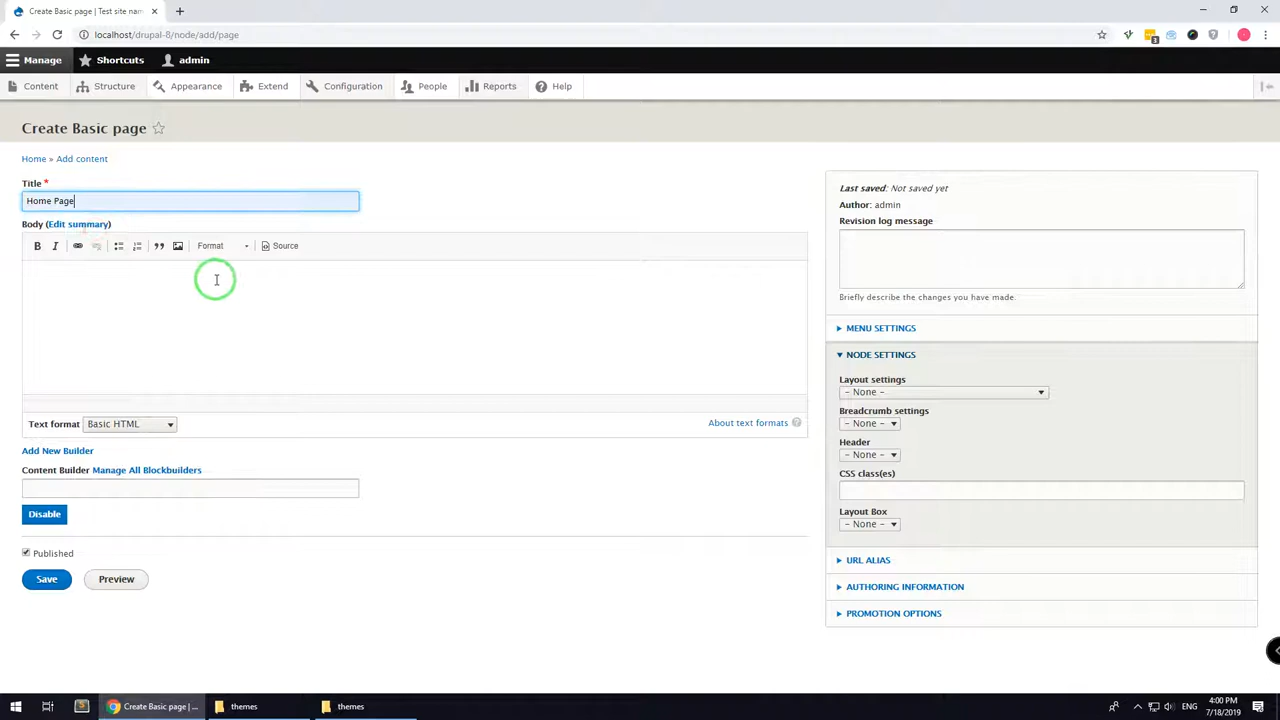 Create Basic page | Test site nam
localhost/drupal-8/node/add/page
3
Manage
Shortcuts
admin
Content
Structure
Appearance
Extend
Configuration
People
Reports
Help
Create Basic page
Home » Add content
Title *
Home Page
Body (Edit summary)
B I Format Source
Text format Basic HTML
About text formats ?
Add New Builder
Content Builder Manage All Blockbuilders
Disable
Published
Save
Preview
Last saved: Not saved yet
Author: admin
Revision log message
Briefly describe the changes you have made.
MENU SETTINGS
NODE SETTINGS
Layout settings
- None -
Breadcrumb settings
- None -
Header
- None -
CSS class(es)
Layout Box
- None -
URL ALIAS
AUTHORING INFORMATION
PROMOTION OPTIONS
Create Basic page | ...
themes
themes
ENG
4:00 PM
7/18/2019